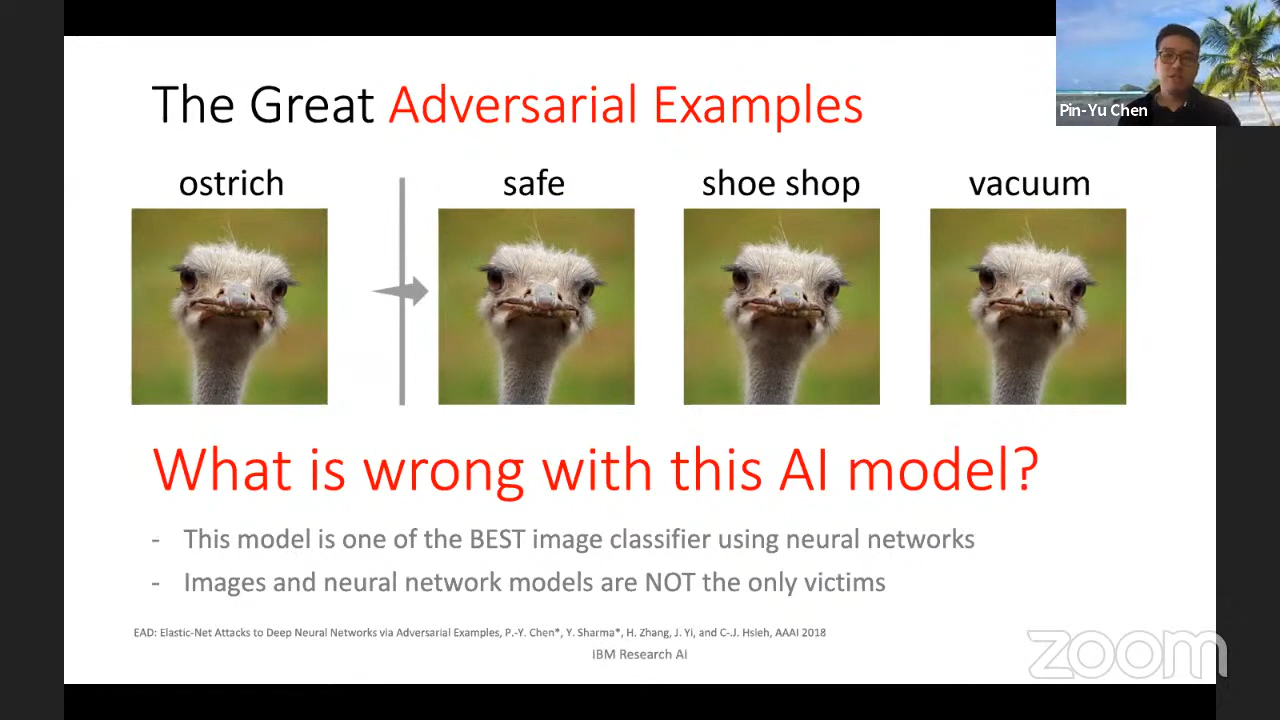 The Great Adversarial Examples
Pin-Yu Chen
ostrich
safe
shoe shop
vacuum
What is wrong with this AI model?
- This model is one of the BEST image classifier using neural networks
- Images and neural network models are NOT the only victims
EAD: Elastic-Net Attacks to Deep Neural Networks via Adversarial Examples, P.-Y. Chen*, Y. Sharma*, H. Zhang, J. Yi, and C-.J. Hsieh, AAAI 2018
IBM Research AI
zoom